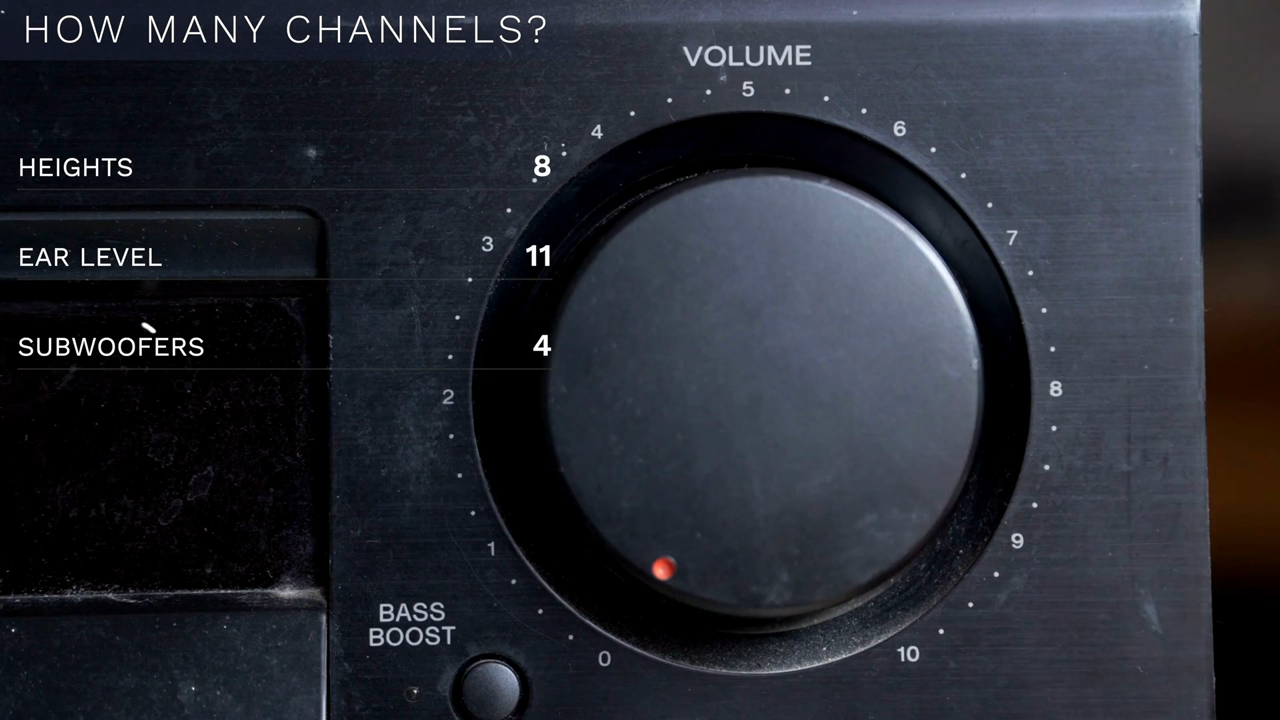 HOW MANY CHANNELS?
VOLUME
5
4
6
HEIGHTS 8
3
7
EAR LEVEL 11
SUBWOOFERS 4
2
8
1
9
BASS
BOOST
0
10